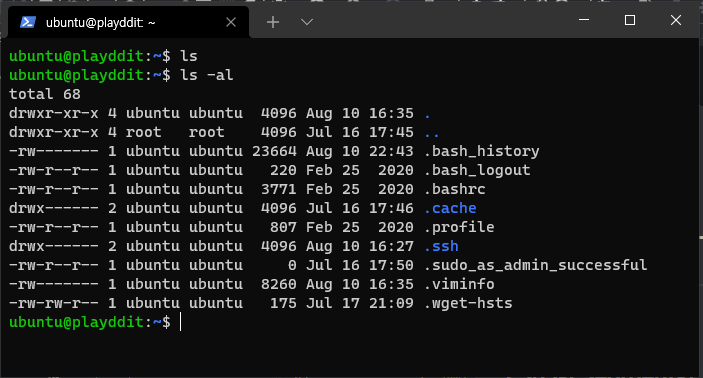 ubuntu@playddit: ~
ubuntu@playddit:~$ ls
ubuntu@playddit:~$ ls -al
total 68
drwxr-xr-x 4 ubuntu ubuntu  4096 Aug 10 16:35 .
drwxr-xr-x 4 root   root    4096 Jul 16 17:45 ..
-rw------- 1 ubuntu ubuntu 23664 Aug 10 22:43 .bash_history
-rw-r--r-- 1 ubuntu ubuntu   220 Feb 25  2020 .bash_logout
-rw-r--r-- 1 ubuntu ubuntu  3771 Feb 25  2020 .bashrc
drwx------ 2 ubuntu ubuntu  4096 Jul 16 17:46 .cache
-rw-r--r-- 1 ubuntu ubuntu   807 Feb 25  2020 .profile
drwx------ 2 ubuntu ubuntu  4096 Aug 10 16:27 .ssh
-rw-r--r-- 1 ubuntu ubuntu     0 Jul 16 17:50 .sudo_as_admin_successful
-rw------- 1 ubuntu ubuntu  8260 Aug 10 16:35 .viminfo
-rw-rw-r-- 1 ubuntu ubuntu   175 Jul 17 21:09 .wget-hsts
ubuntu@playddit:~$